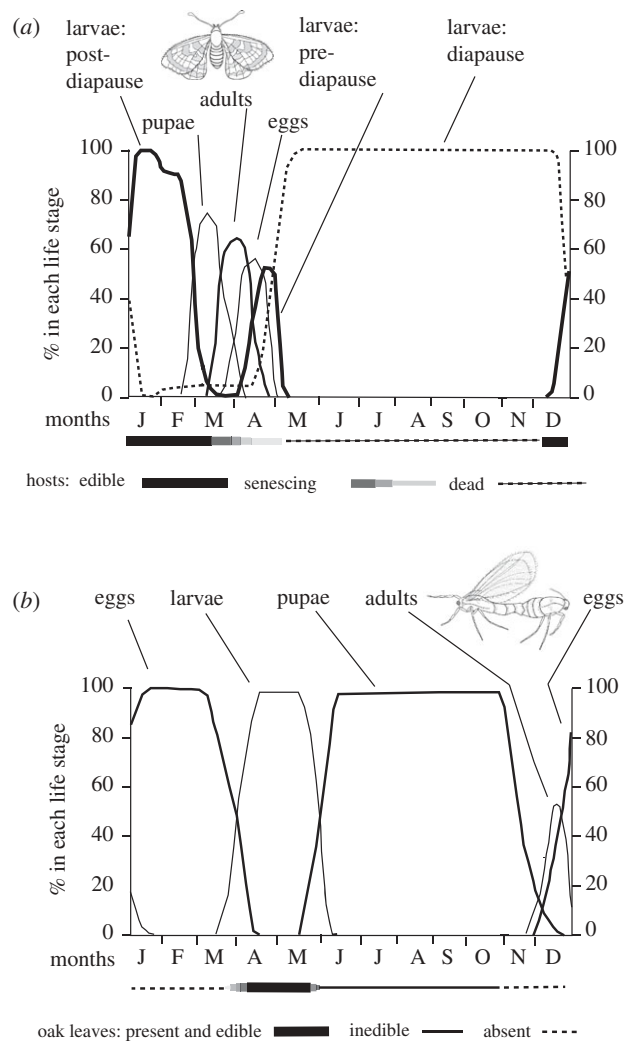 (a)
larvae:
post-
diapause
pupae
adults
eggs
larvae:
pre-
diapause
larvae:
diapause
% in each life stage
100
80
60
40
20
0
100
80
60
40
20
0
months J F M A M J J A S O N D
hosts: edible senescing dead
(b)
eggs larvae pupae adults eggs
% in each life stage
100
80
60
40
20
0
100
80
60
40
20
0
months J F M A M J J A S O N D
oak leaves: present and edible inedible absent